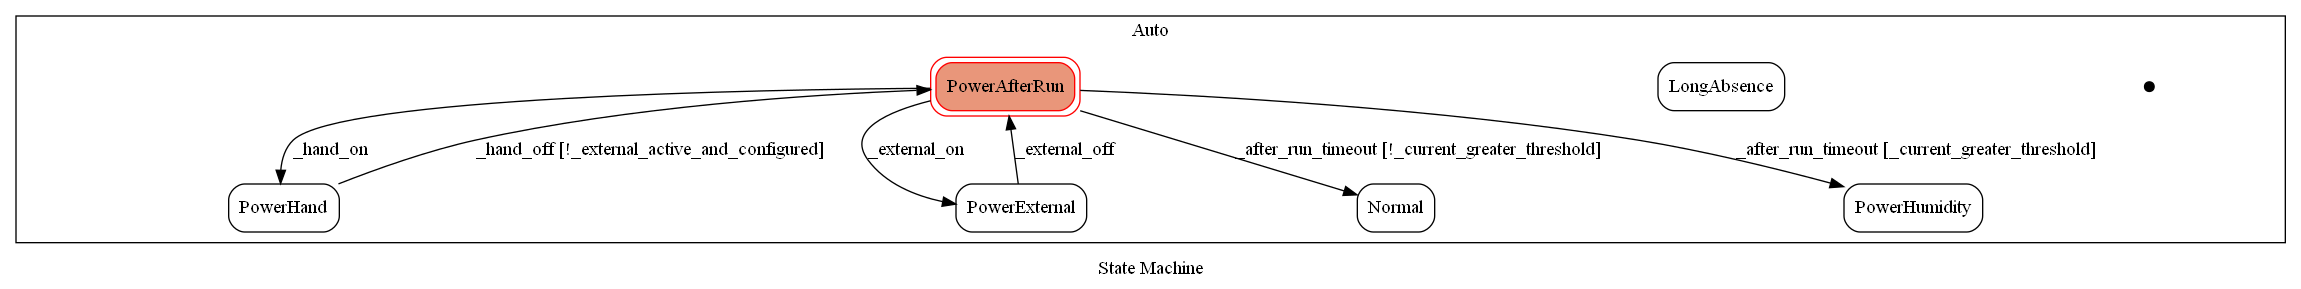 Auto
PowerAfterRun
LongAbsence
_hand_on
_hand_off [!_external_active_and_configured]
_external_on
_external_off
_after_run_timeout [!_current_greater_threshold]
_after_run_timeout [_current_greater_threshold]
PowerHand
PowerExternal
Normal
PowerHumidity
State Machine